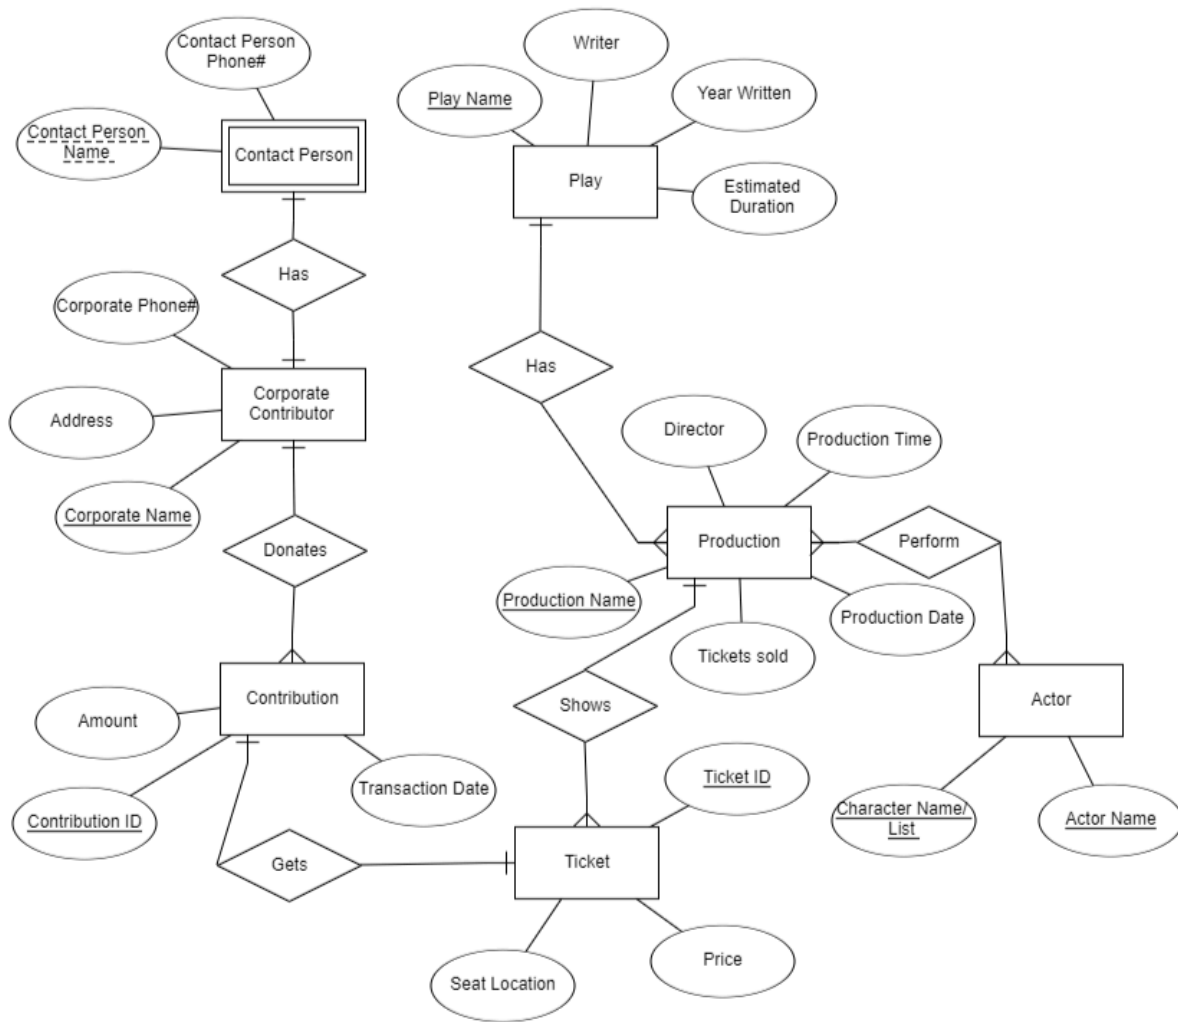 Contact Person
Phone#
Contact Person
Name
Contact Person
Has
Corporate Phone#
Address
Corporate Name
Corporate
Contributor
Donates
Contribution
Amount
Contribution ID
Transaction Date
Gets
Writer
Play Name
Year Written
Play
Estimated
Duration
Has
Director
Production Time
Production
Perform
Production Name
Production Date
Tickets sold
Shows
Actor
Character Name/
List
Actor Name
Ticket ID
Ticket
Seat Location
Price